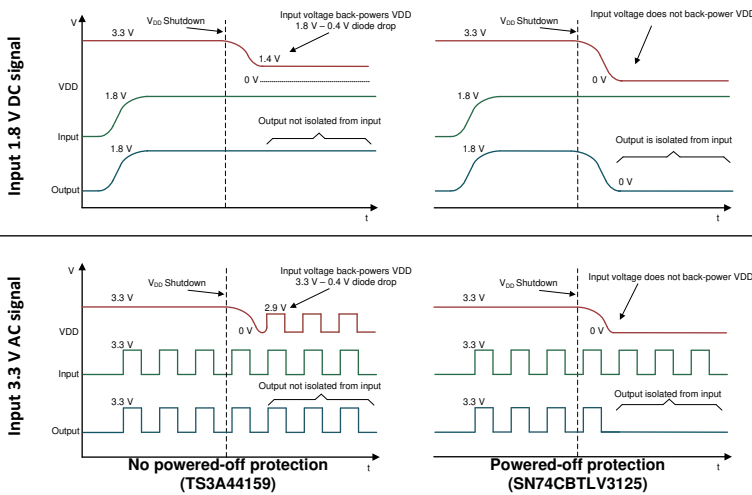 V
V_DD Shutdown
Input voltage back-powers VDD
1.8 V – 0.4 V diode drop
3.3 V
1.4 V
0 V
VDD
1.8 V
Input
Output not isolated from input
1.8 V
Output
t
Input 1.8 V DC signal
V_DD Shutdown
Input voltage does not back-power VDD
3.3 V
0 V
1.8 V
Output is isolated from input
1.8 V
0 V
t
V
V_DD Shutdown
Input voltage back-powers VDD
3.3 V – 0.4 V diode drop
3.3 V
2.9 V
0 V
VDD
3.3 V
Input
Output not isolated from input
3.3 V
Output
t
Input 3.3 V AC signal
No powered-off protection
(TS3A44159)
V_DD Shutdown
Input voltage does not back-power VDD
3.3 V
0 V
3.3 V
Output isolated from input
3.3 V
t
Powered-off protection
(SN74CBTLV3125)